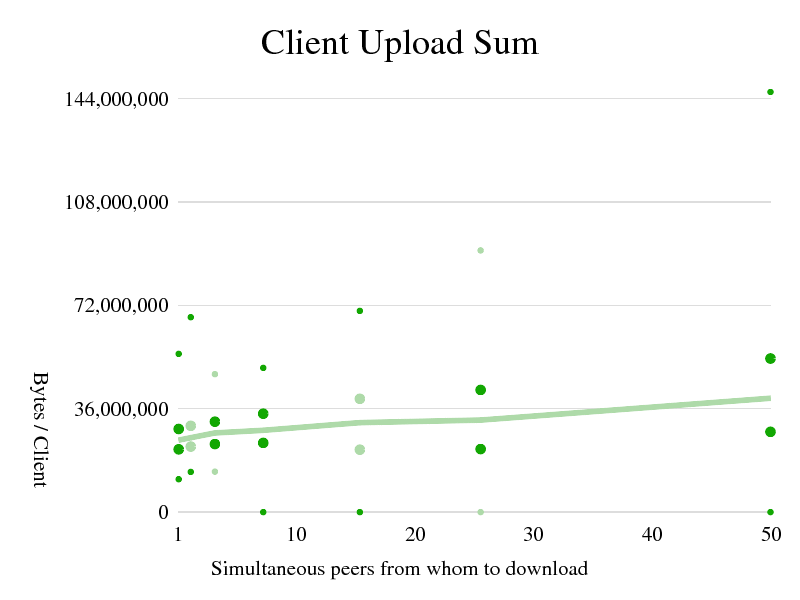 Client Upload Sum
144,000,000
108,000,000
72,000,000
36,000,000
0
Bytes / Client
1 10 20 30 40 50
Simultaneous peers from whom to download